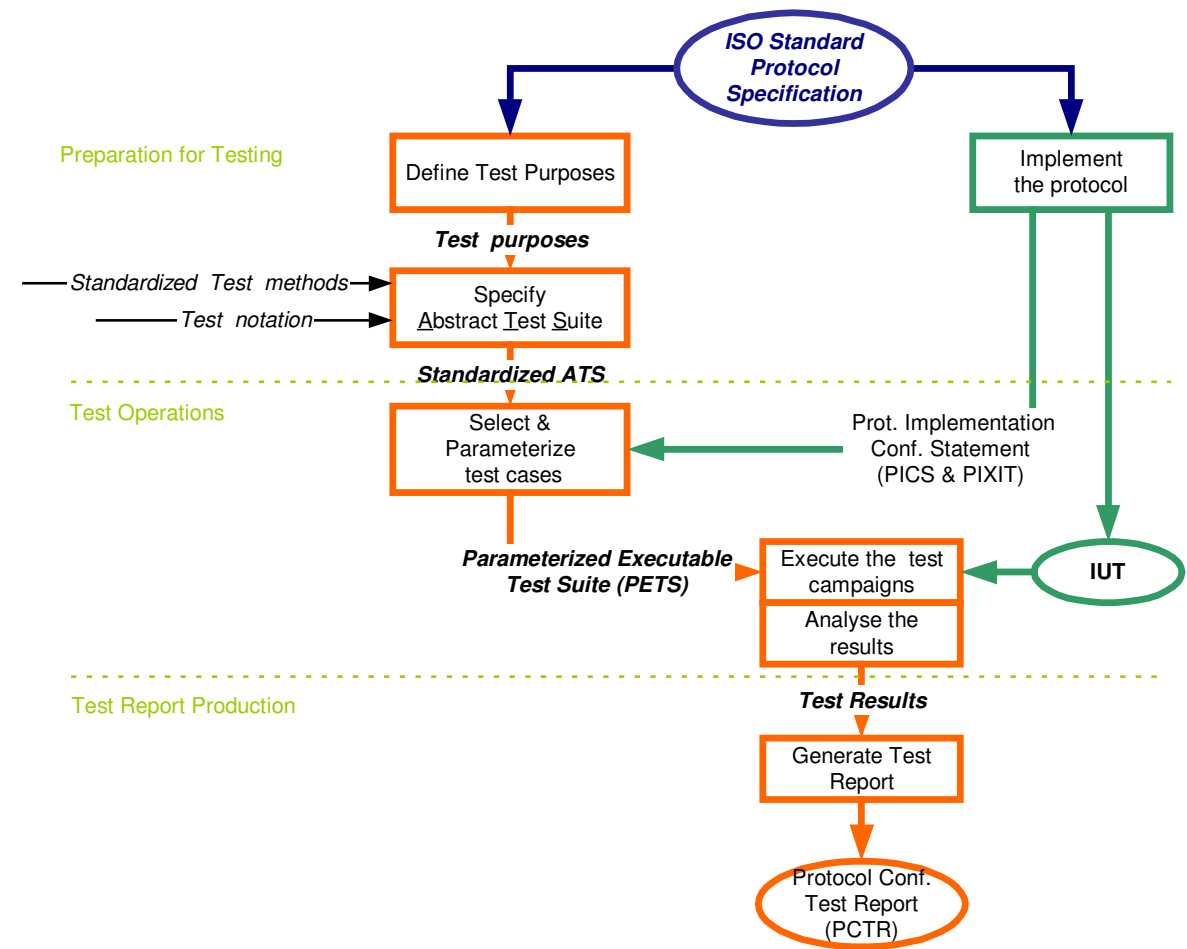 ISO Standard
Protocol
Specification
Preparation for Testing
Define Test Purposes
Implement
the protocol
Test purposes
Standardized Test methods
Test notation
Specify
Abstract Test Suite
Standardized ATS
Test Operations
Select &
Parameterize
test cases
Prot. Implementation
Conf. Statement
(PICS & PIXIT)
Parameterized Executable
Test Suite (PETS)
Execute the test
campaigns
IUT
Analyse the
results
Test Report Production
Test Results
Generate Test
Report
Protocol Conf.
Test Report
(PCTR)